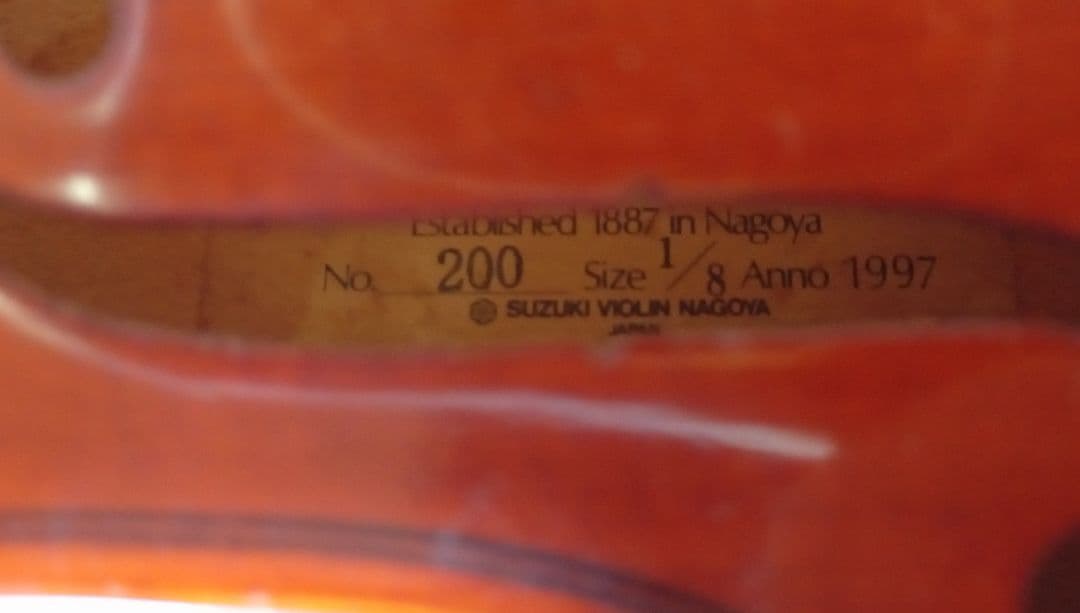 Established 1887 in Nagoya
No. 200 Size 1/8 Anno 1997
SUZUKI VIOLIN NAGOYA
JAPAN